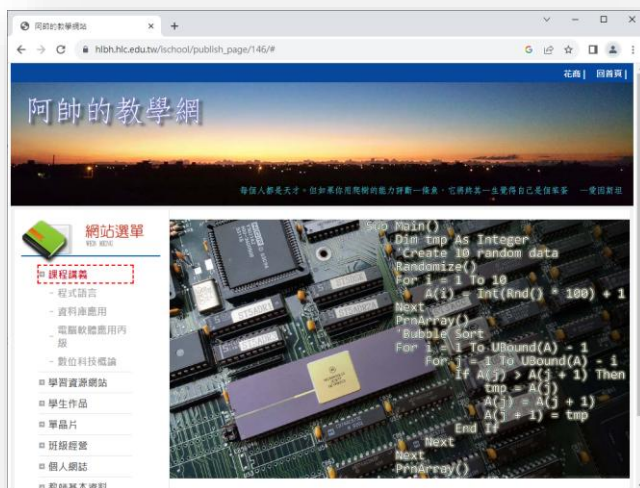 阿帥的教學網站
hlbh.hlc.edu.tw/ischool/publish_page/146/#
花商 | 回首頁 |
阿帥的教學網
每個人都是天才。但如果你用爬樹的能力評斷一條魚，它將終其一生覺得自己是個笨蛋 —愛因斯坦
網站選單
WEB MENU
課程講義
- 程式語言
- 資料庫應用
- 電腦軟體應用丙
級
- 數位科技概論
學習資源網站
學生作品
單晶片
班級經營
個人網誌
教師基本資料
Sub Main()
Dim tmp As Integer
'Create 10 random data
Randomize()
For i = 1 To 10
A(i) = Int(Rnd() * 100) + 1
Next
PrnArray()
'Bubble Sort
For i = 1 To UBound(A) - 1
For j = 1 To UBound(A) - i
If A(j) > A(j + 1) Then
tmp = A(j)
A(j) = A(j + 1)
A(j + 1) = tmp
End If
Next
Next
PrnArray()